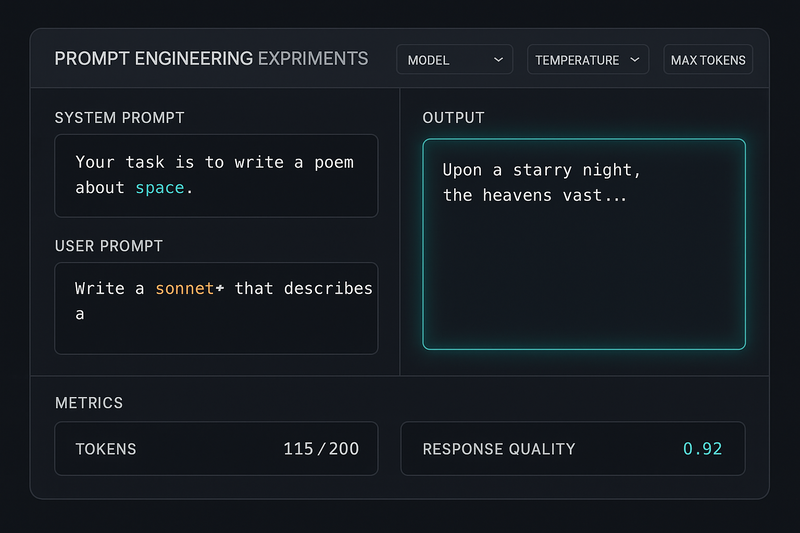 PROMPT ENGINEERING EXPRIMENTS
MODEL
TEMPERATURE
MAX TOKENS
SYSTEM PROMPT
Your task is to write a poem
about space.
USER PROMPT
Write a sonnet+ that describes
a
OUTPUT
Upon a starry night,
the heavens vast...
METRICS
TOKENS 115/200
RESPONSE QUALITY 0.92